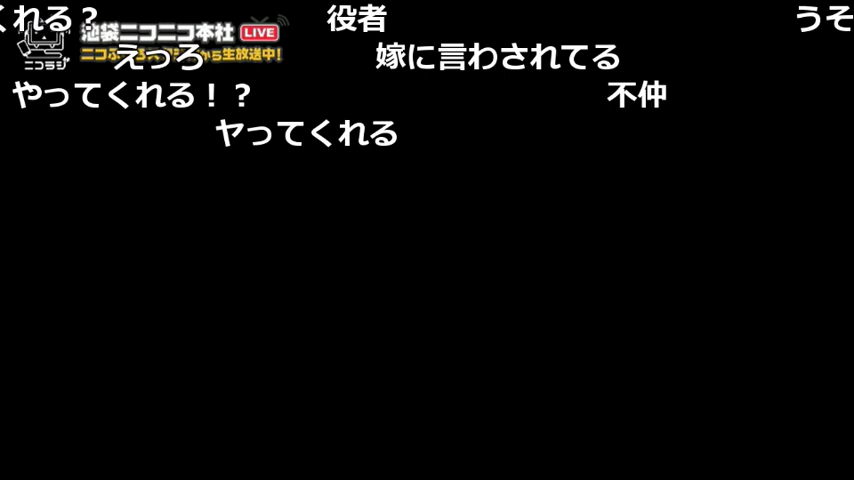 くれる？
役者
うそ
池袋ニコニコ本社 LIVE
から生放送中!
ニコラジ
えっろ
嫁に言わされてる
やってくれる！？
不仲
ヤってくれる